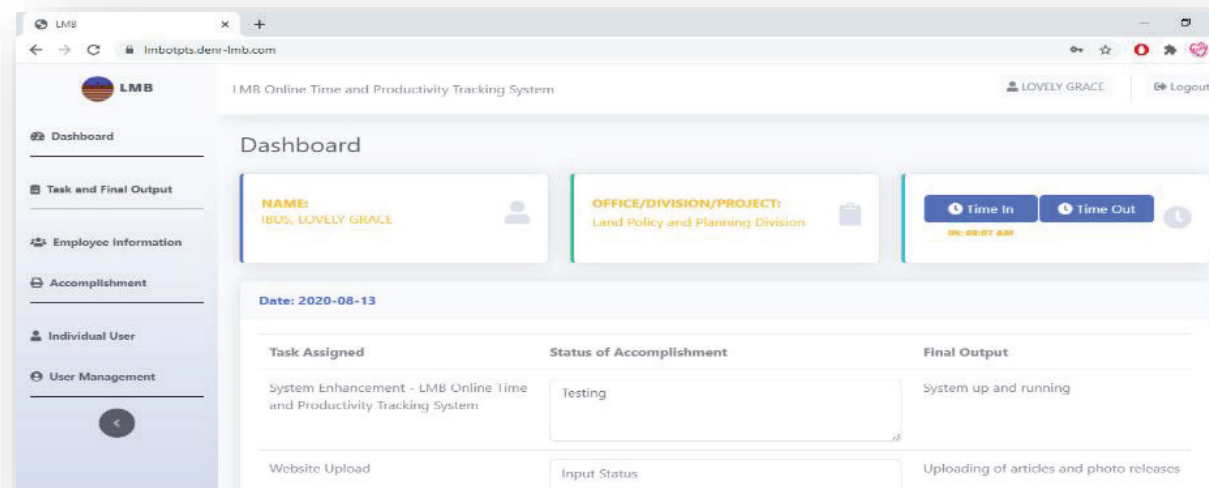 LMB
lmbotpts.denr-lmb.com
LMB
LMB Online Time and Productivity Tracking System
LOVELY GRACE
Logout
Dashboard
Task and Final Output
Employee Information
Accomplishment
Individual User
User Management
Dashboard
NAME:
IBUS, LOVELY GRACE
OFFICE/DIVISION/PROJECT:
Land Policy and Planning Division
Time In
Time Out
IN: 09:07 AM
Date: 2020-08-13
Task Assigned
Status of Accomplishment
Final Output
System Enhancement - LMB Online Time
and Productivity Tracking System
Testing
System up and running
Website Upload
Input Status
Uploading of articles and photo releases